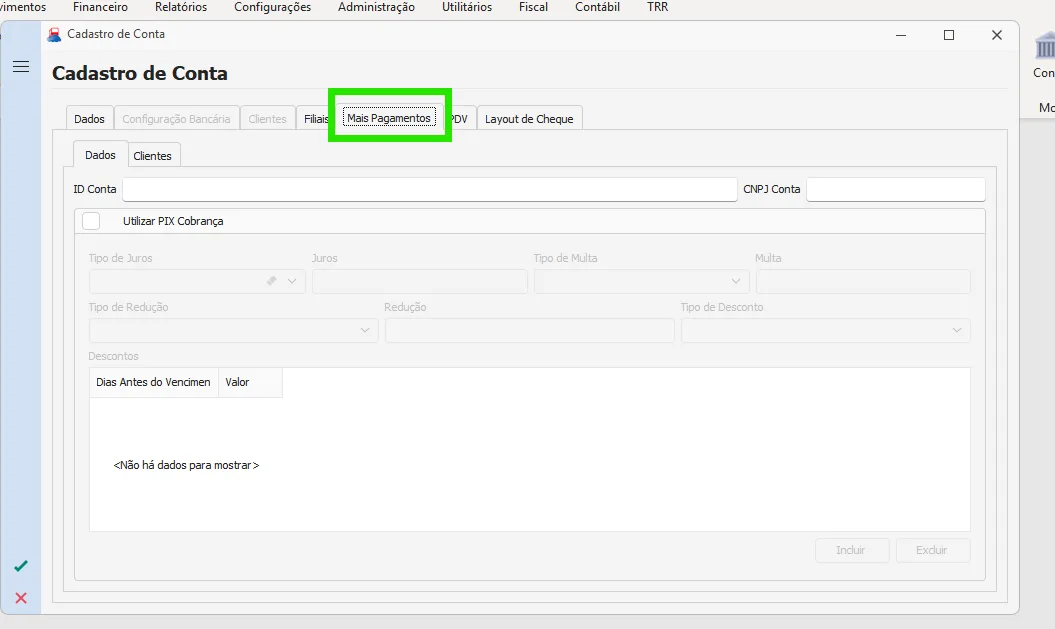 vimentos Financeiro Relatórios Configurações Administração Utilitários Fiscal Contábil TRR
Cadastro de Conta
Cadastro de Conta
Con
Mo
Dados Configuração Bancária Clientes Filiais Mais Pagamentos PDV Layout de Cheque
Dados Clientes
ID Conta CNPJ Conta
Utilizar PIX Cobrança
Tipo de Juros Juros Tipo de Multa Multa
Tipo de Redução Redução Tipo de Desconto
Descontos
Dias Antes do Vencimen Valor
<Não há dados para mostrar>
Incluir Excluir